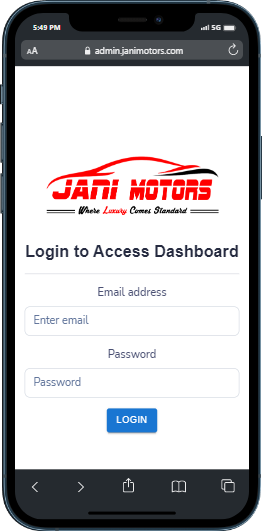 5:49 PM
5G
AA
admin.janimotors.com
JANI MOTORS
Where Luxury Comes Standard
Login to Access Dashboard
Email address
Enter email
Password
Password
LOGIN